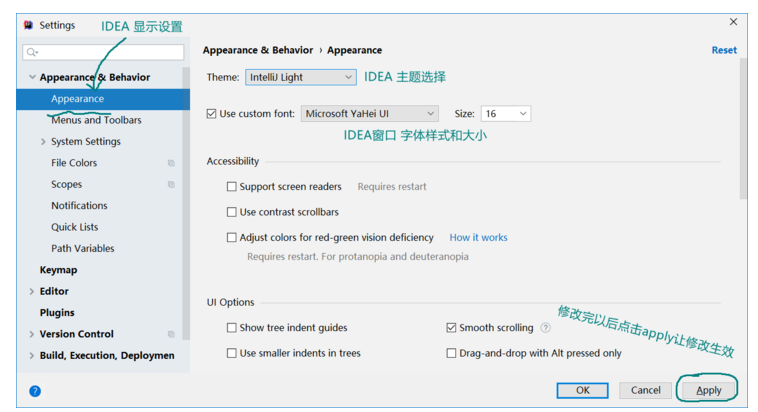 Settings
IDEA 显示设置
Appearance & Behavior
Appearance
Menus and Toolbars
System Settings
File Colors
Scopes
Notifications
Quick Lists
Path Variables
Keymap
Editor
Plugins
Version Control
Build, Execution, Deploymen
Appearance & Behavior › Appearance
Reset
Theme: IntelliJ Light
IDEA 主题选择
Use custom font: Microsoft YaHei UI Size: 16
IDEA窗口 字体样式和大小
Accessibility
Support screen readers Requires restart
Use contrast scrollbars
Adjust colors for red-green vision deficiency How it works
Requires restart. For protanopia and deuteranopia
UI Options
Show tree indent guides
Smooth scrolling ?
Use smaller indents in trees
Drag-and-drop with Alt pressed only
修改完以后点击apply让修改生效
?
OK
Cancel
Apply